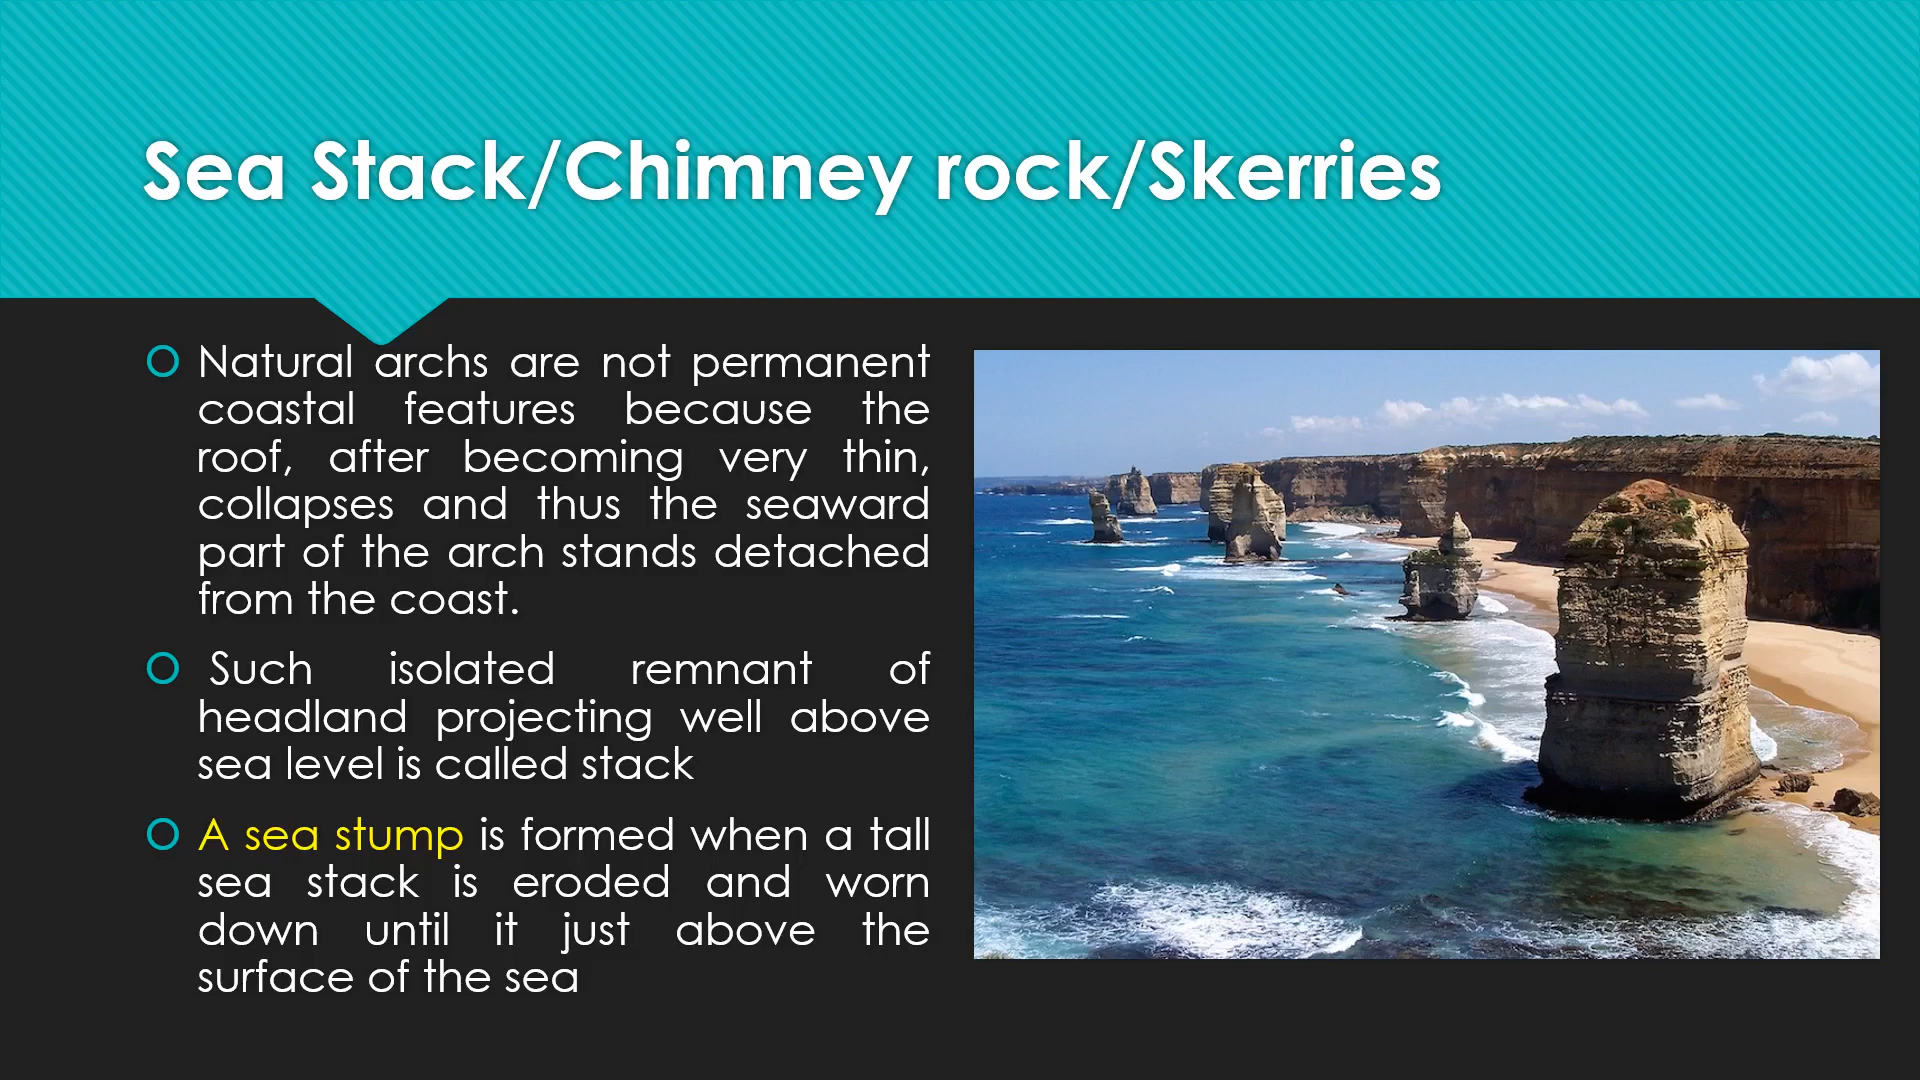 Sea Stack/Chimney rock/Skerries
Natural archs are not permanent
coastal features because the
roof, after becoming very thin,
collapses and thus the seaward
part of the arch stands detached
from the coast.
Such isolated remnant of
headland projecting well above
sea level is called stack
A sea stump is formed when a tall
sea stack is eroded and worn
down until it just above the
surface of the sea